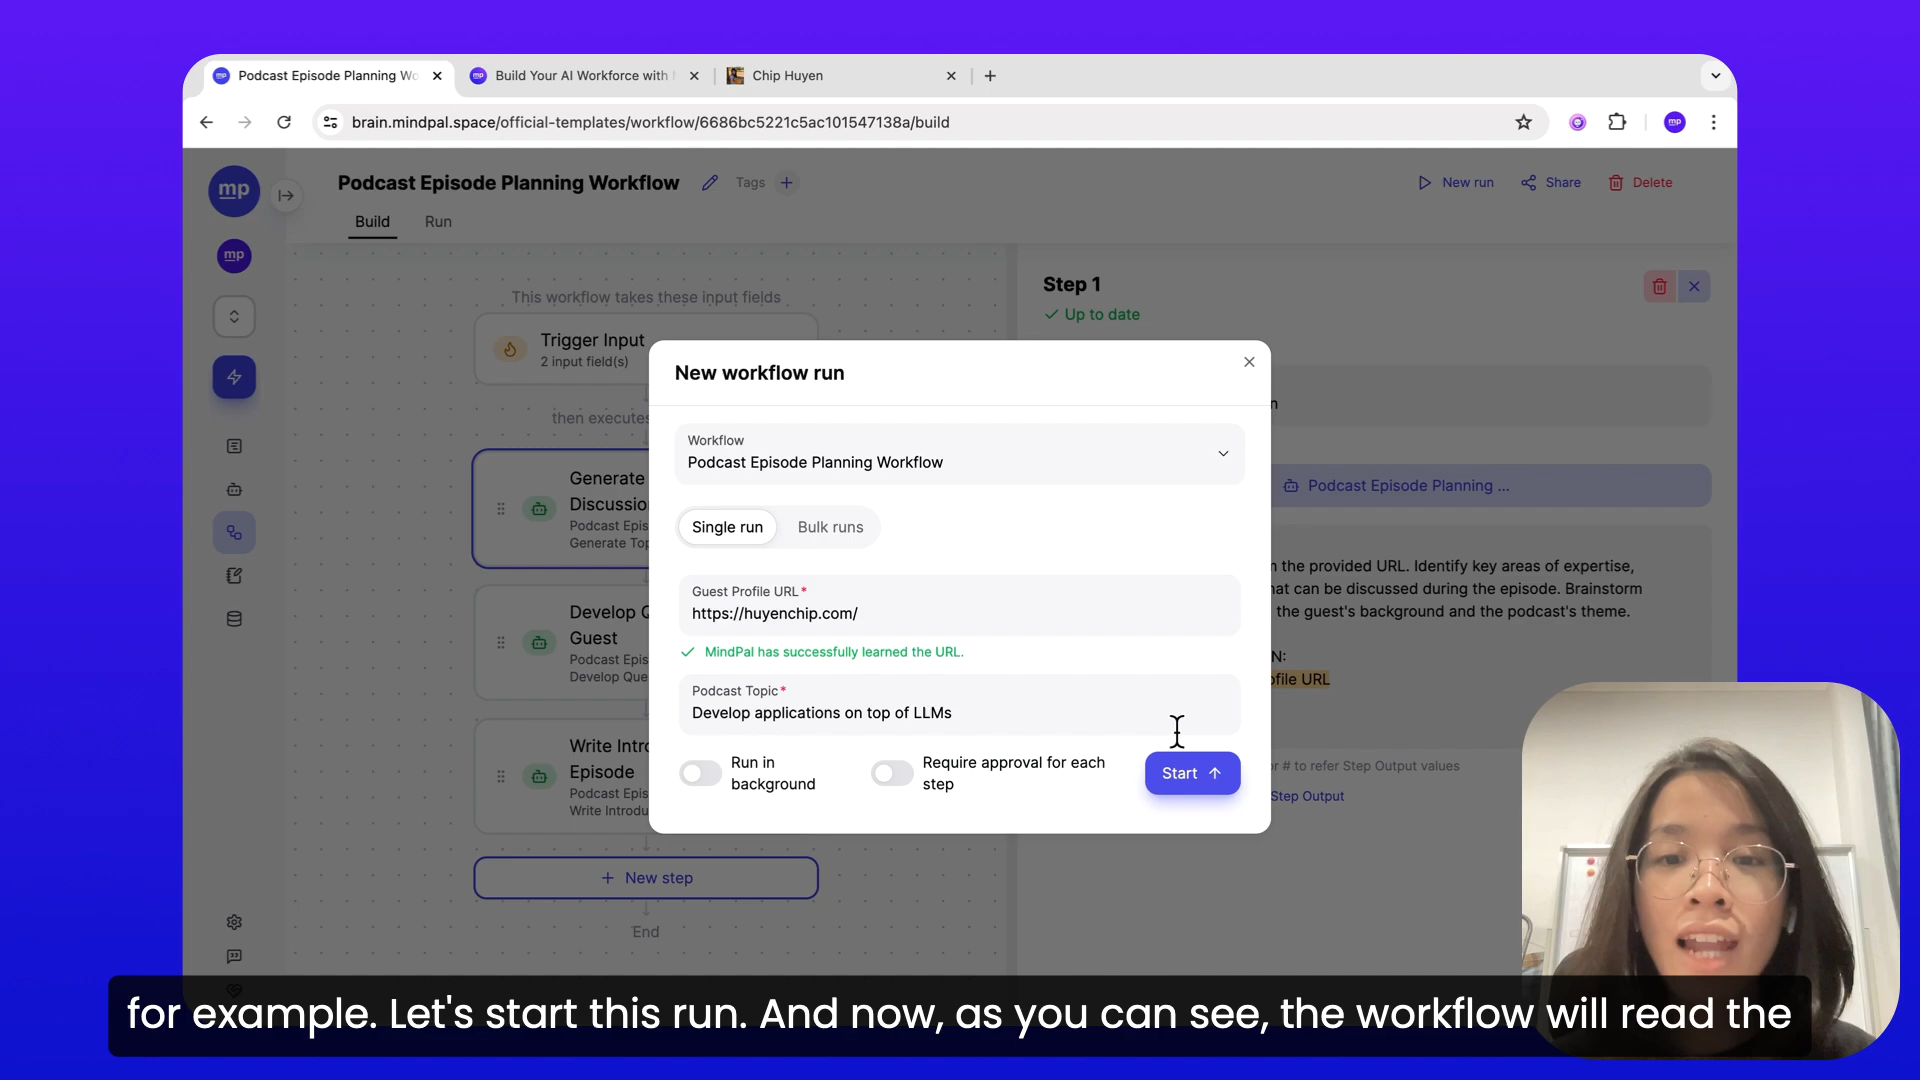 Podcast Episode Planning Wo
Build Your AI Workforce with
Chip Huyen
brain.mindpal.space/official-templates/workflow/6686bc5221c5ac101547138a/build
mp
mp
mp
mp
mp
Podcast Episode Planning Workflow
Tags
New run
Share
Delete
Build
Run
This workflow takes these input fields
Trigger Input
2 input field(s)
then executes
Generate
Discussio
Podcast Epis
Generate Top
Develop Q
Guest
Podcast Epis
Develop Que
Write Intro
Episode
Podcast Epis
Write Introdu
New step
End
Step 1
Up to date
n
Podcast Episode Planning ...
n the provided URL. Identify key areas of expertise,
hat can be discussed during the episode. Brainstorm
the guest's background and the podcast's theme.
N:
ofile URL
or # to refer Step Output values
Step Output
New workflow run
Workflow
Podcast Episode Planning Workflow
Single run
Bulk runs
Guest Profile URL*
https://huyenchip.com/
MindPal has successfully learned the URL.
Podcast Topic*
Develop applications on top of LLMs
Run in
background
Require approval for each
step
Start
for example. Let's start this run. And now, as you can see, the workflow will read the